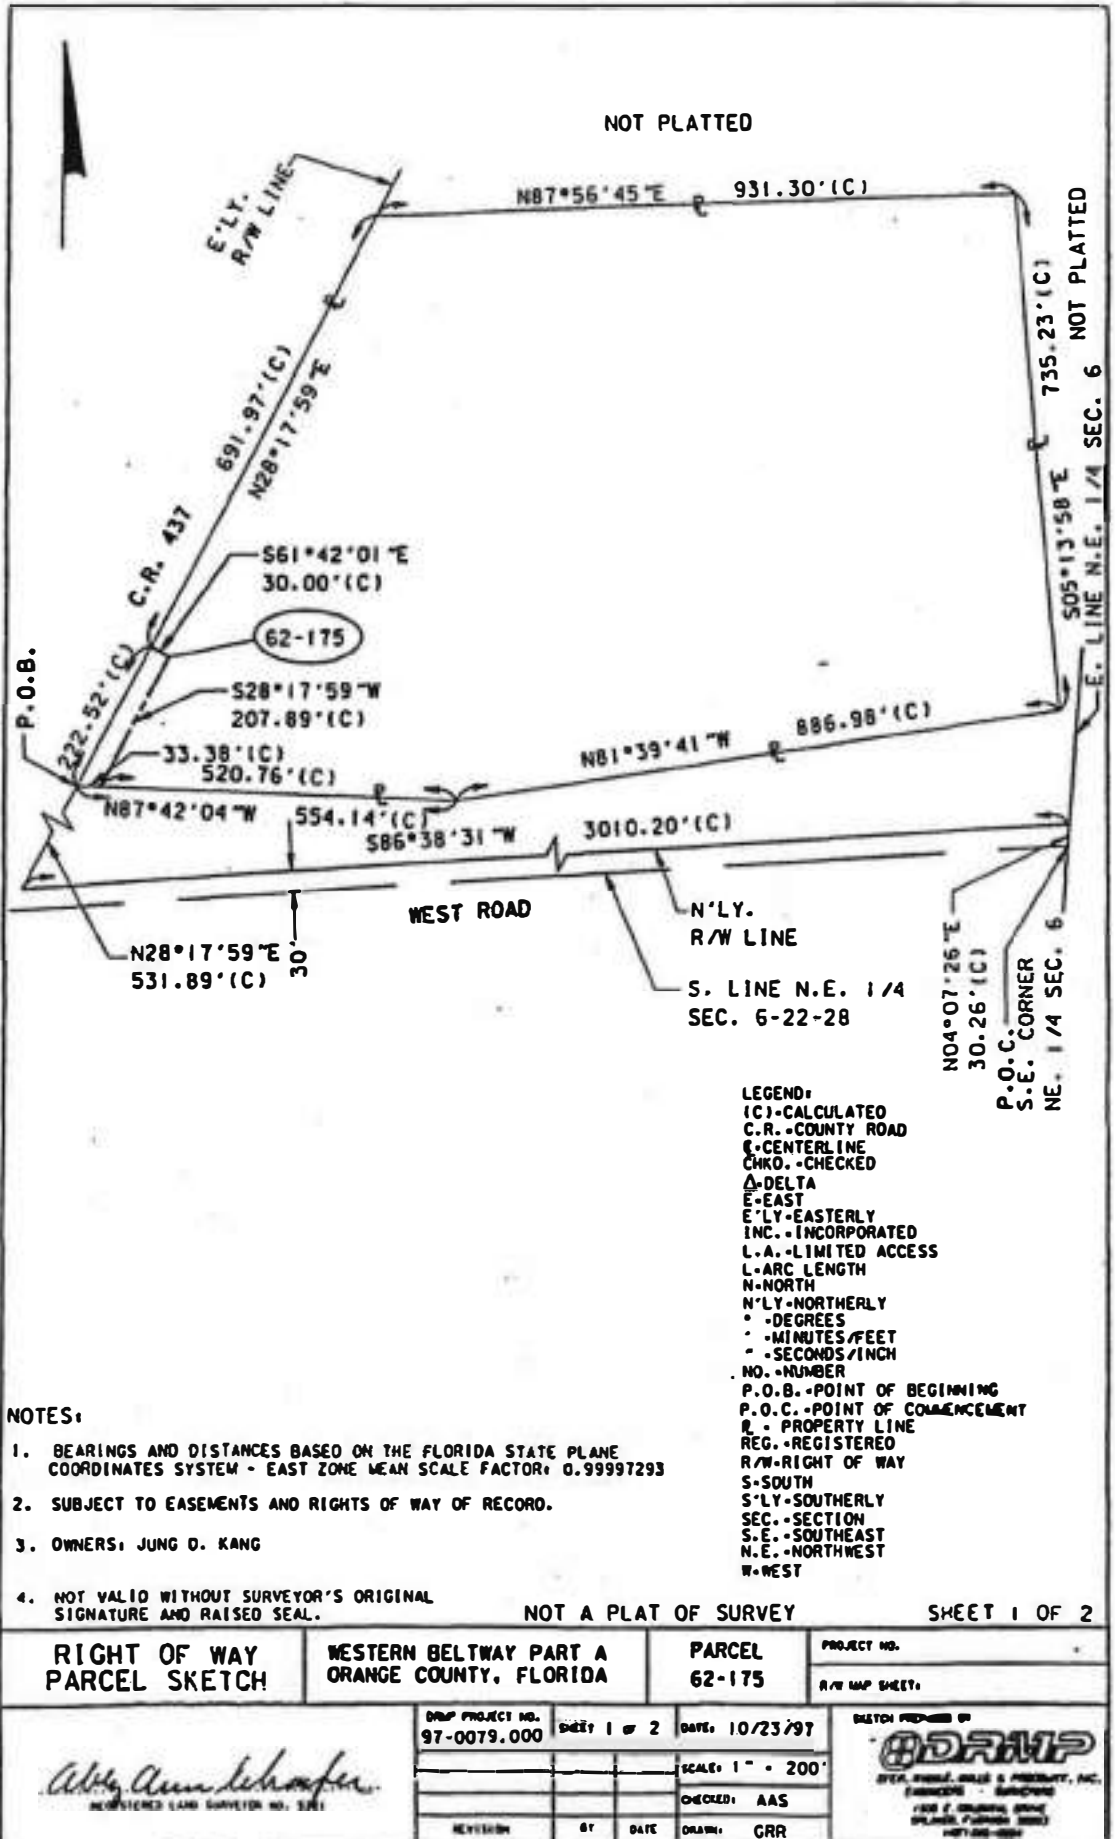 NOT PLATTED
E'LY.
R/W LINE
N87°56'45"E
931.30'(C)
NOT PLATTED
735.23'(C)
S05°13'58"E
E. LINE N.E. 1/4 SEC. 6
691.97'(C)
N28°17'59"E
C.R. 437
S61°42'01"E
30.00'(C)
62-175
P.O.B.
222.52'(C)
S28°17'59"W
207.89'(C)
33.38'(C)
520.76'(C)
N87°42'04"W
554.14'(C)
N81°39'41"W
886.98'(C)
S86°38'31"W
3010.20'(C)
WEST ROAD
30'
N28°17'59"E
531.89'(C)
N'LY.
R/W LINE
S. LINE N.E. 1/4
SEC. 6-22-28
N04°07'26"E
30.26'(C)
P.O.C.
S.E. CORNER
NE. 1/4 SEC. 6
LEGEND:
(C)-CALCULATED
C.R.-COUNTY ROAD
℄-CENTERLINE
CHKD.-CHECKED
Δ-DELTA
E-EAST
E'LY-EASTERLY
INC.-INCORPORATED
L.A.-LIMITED ACCESS
L-ARC LENGTH
N-NORTH
N'LY-NORTHERLY
° -DEGREES
' -MINUTES/FEET
" -SECONDS/INCH
NO.-NUMBER
P.O.B.-POINT OF BEGINNING
P.O.C.-POINT OF COMMENCEMENT
- PROPERTY LINE
REG.-REGISTERED
R/W-RIGHT OF WAY
S-SOUTH
S'LY-SOUTHERLY
SEC.-SECTION
S.E.-SOUTHEAST
N.E.-NORTHWEST
W-WEST
NOTES:
1. BEARINGS AND DISTANCES BASED ON THE FLORIDA STATE PLANE
COORDINATES SYSTEM - EAST ZONE MEAN SCALE FACTOR: 0.99997293
2. SUBJECT TO EASEMENTS AND RIGHTS OF WAY OF RECORD.
3. OWNERS: JUNG D. KANG
4. NOT VALID WITHOUT SURVEYOR'S ORIGINAL
SIGNATURE AND RAISED SEAL.
NOT A PLAT OF SURVEY
SHEET 1 OF 2
RIGHT OF WAY
PARCEL SKETCH
WESTERN BELTWAY PART A
ORANGE COUNTY, FLORIDA
PARCEL
62-175
PROJECT NO.
R/W MAP SHEET:
REGISTERED LAND SURVEYOR NO.
DRMP PROJECT NO.
97-0079.000
SHEET 1 OF 2
DATE: 10/23/97
SCALE: 1" = 200'
CHECKED: AAS
REVISION
BY
DATE
DRAWN: GRR
SKETCH PREPARED BY
DRMP